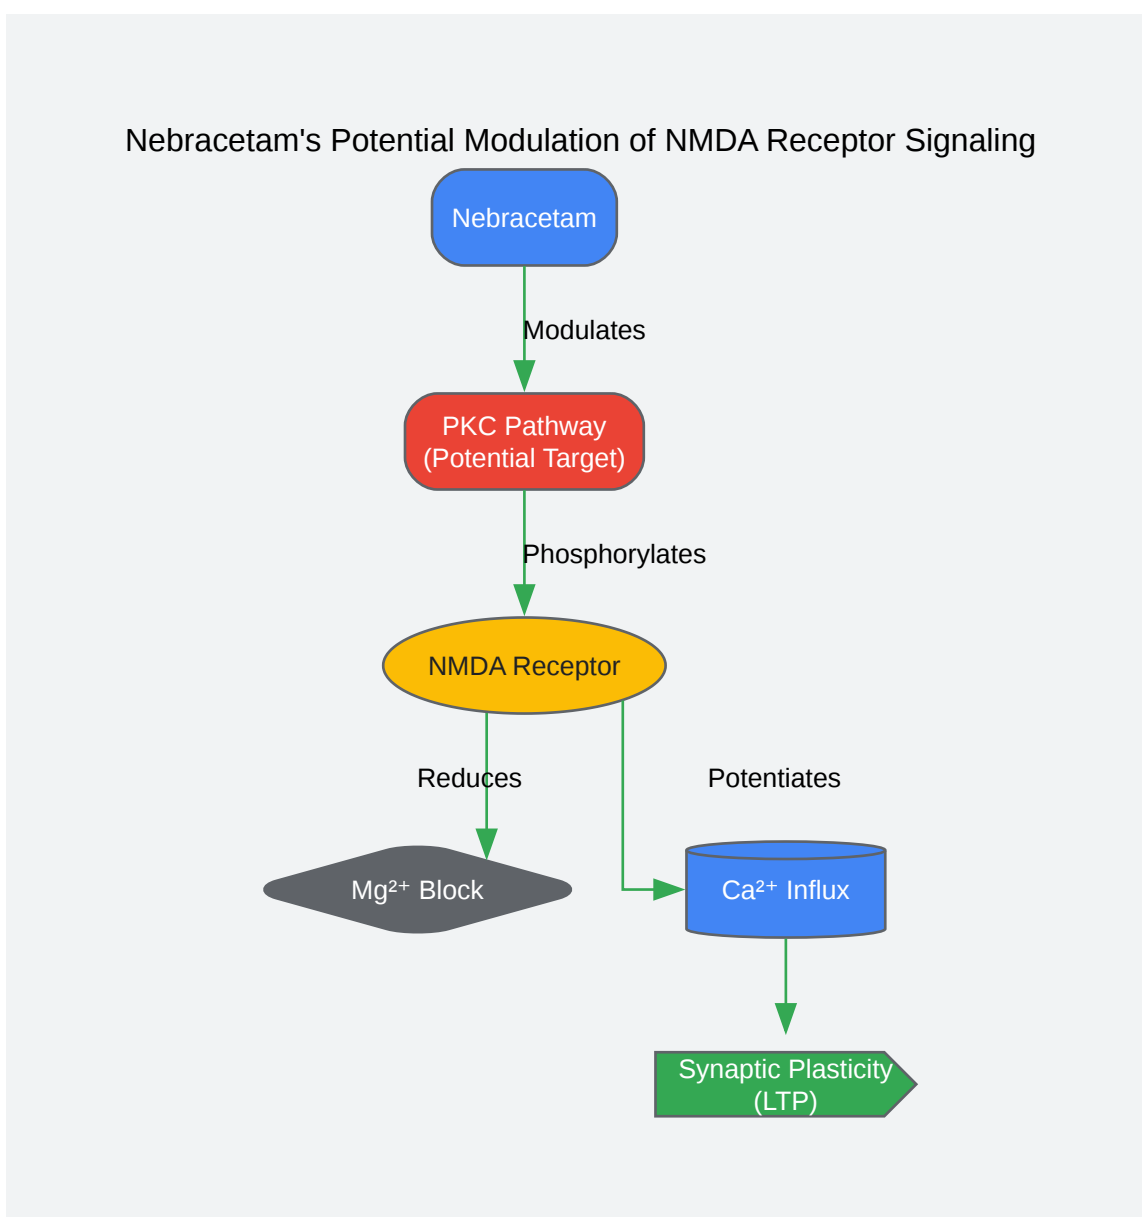 Nebracetam's Potential Modulation of NMDA Receptor Signaling
Nebracetam
Modulates
PKC Pathway
(Potential Target)
Phosphorylates
NMDA Receptor
Reduces
Potentiates
Mg²⁺ Block
Ca²⁺ Influx
Synaptic Plasticity
(LTP)